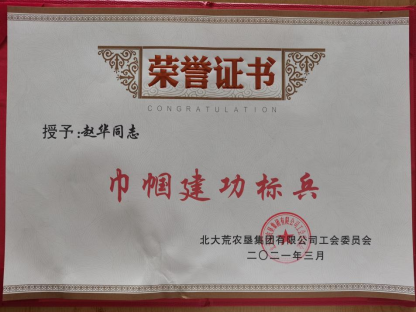 荣誉证书
CONGRATULATION
授予:赵华同志
巾帼建功标兵
北大荒农垦集团有限公司工会委员会
二〇二一年三月